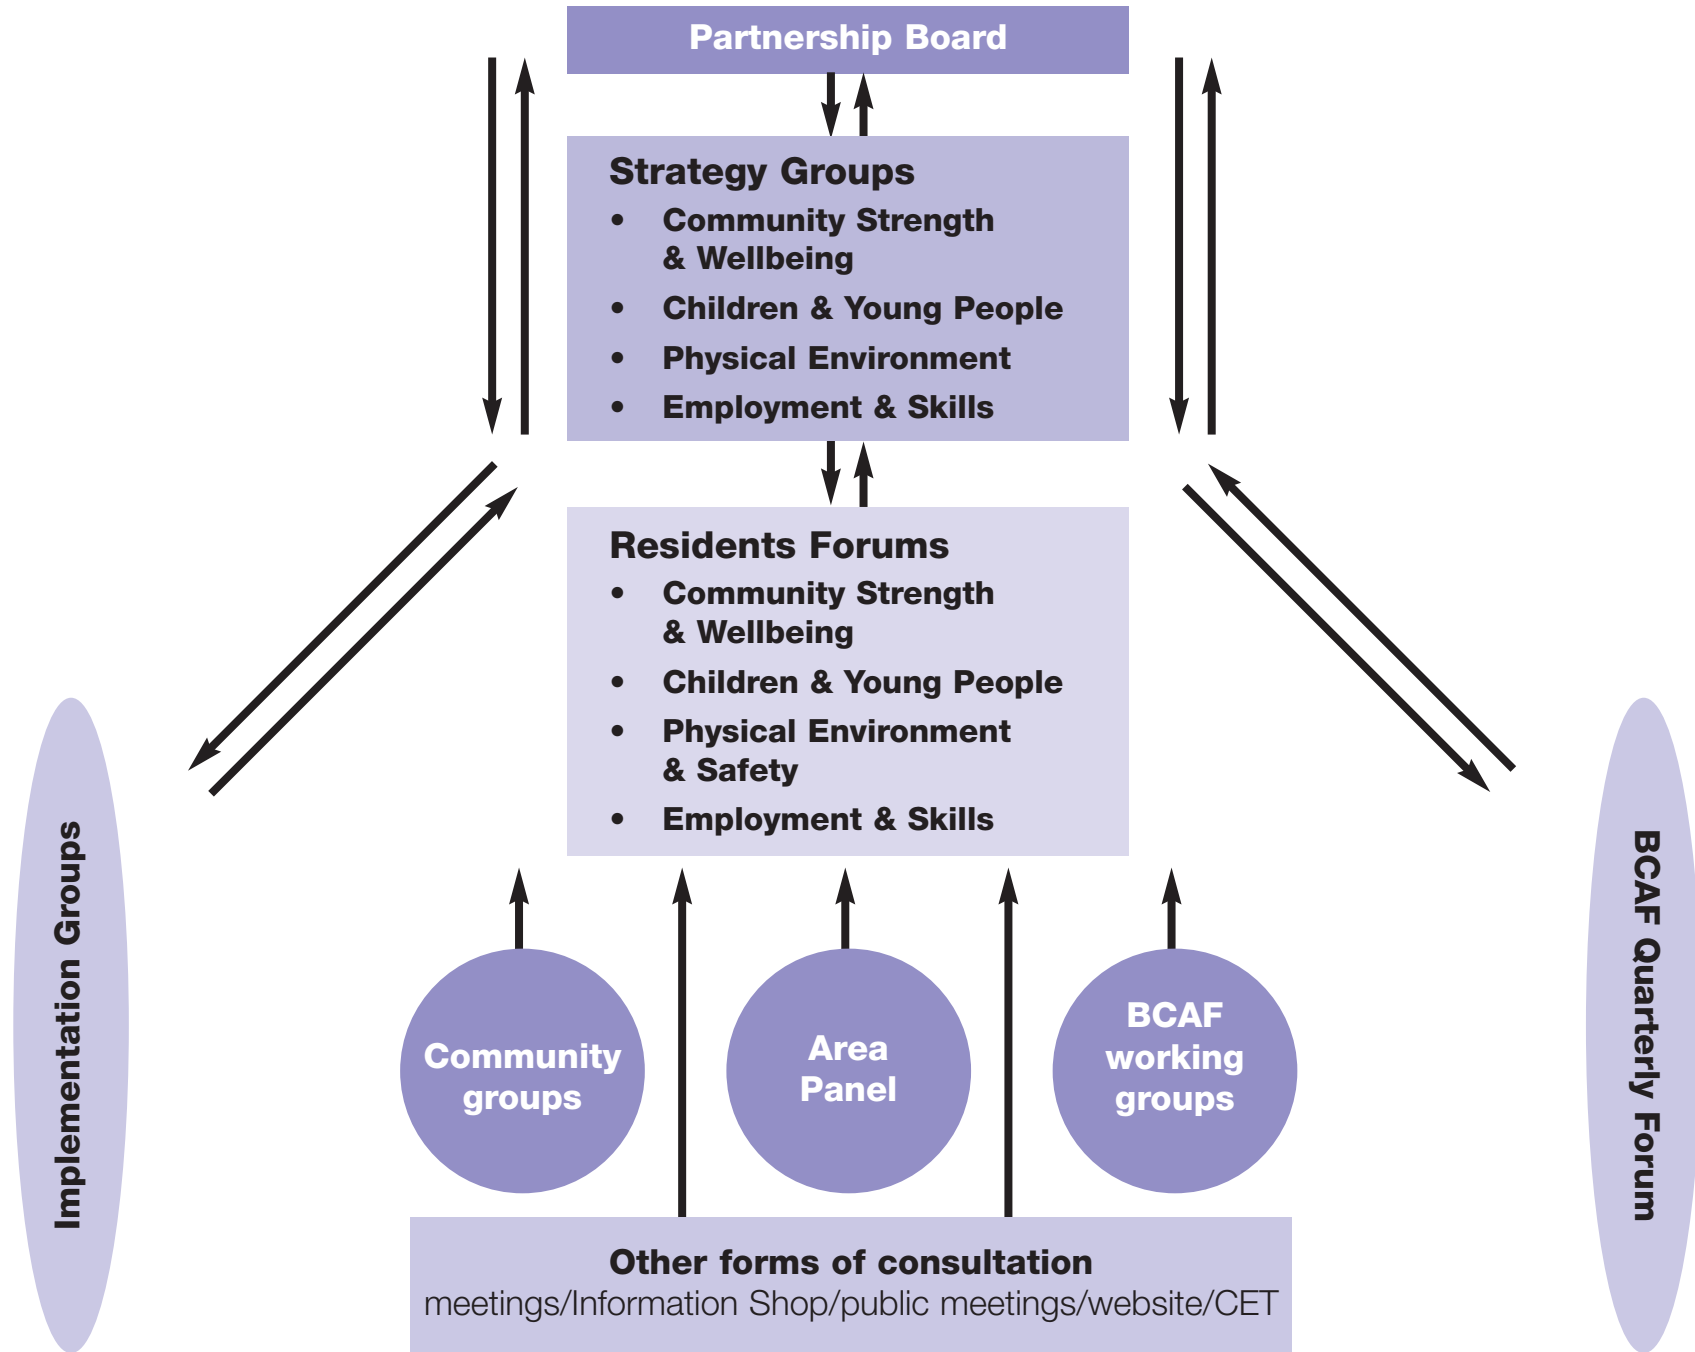 Partnership Board
Strategy Groups
• Community Strength
& Wellbeing
• Children & Young People
• Physical Environment
• Employment & Skills
Residents Forums
• Community Strength
& Wellbeing
• Children & Young People
• Physical Environment
& Safety
• Employment & Skills
Implementation Groups
BCAF Quarterly Forum
Community
groups
Area
Panel
BCAF
working
groups
Other forms of consultation
meetings/Information Shop/public meetings/website/CET